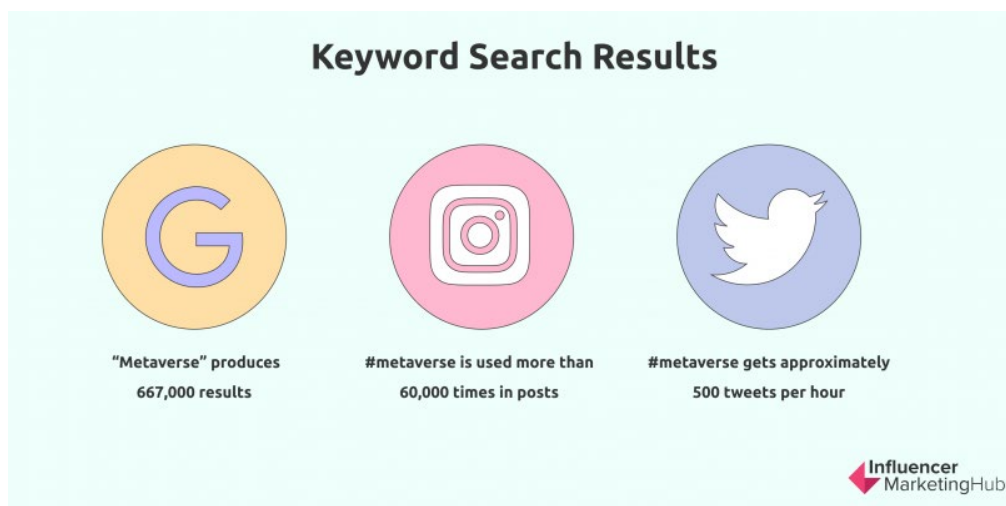 Keyword Search Results
“Metaverse” produces
667,000 results
#metaverse is used more than
60,000 times in posts
#metaverse gets approximately
500 tweets per hour
Influencer
MarketingHub